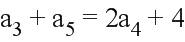 a₃ + a₅ = 2a₄ + 4